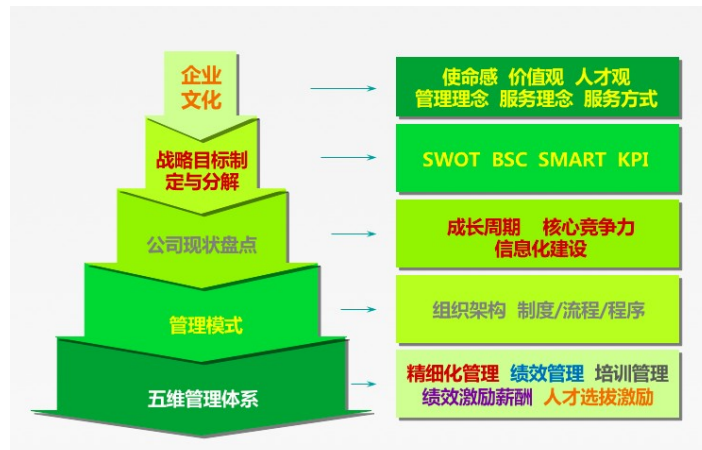 企业
文化
使命感 价值观 人才观
管理理念 服务理念 服务方式
战略目标制
定与分解
SWOT BSC SMART KPI
公司现状盘点
成长周期 核心竞争力
信息化建设
管理模式
组织架构 制度/流程/程序
五维管理体系
精细化管理 绩效管理 培训管理
绩效激励薪酬 人才选拔激励